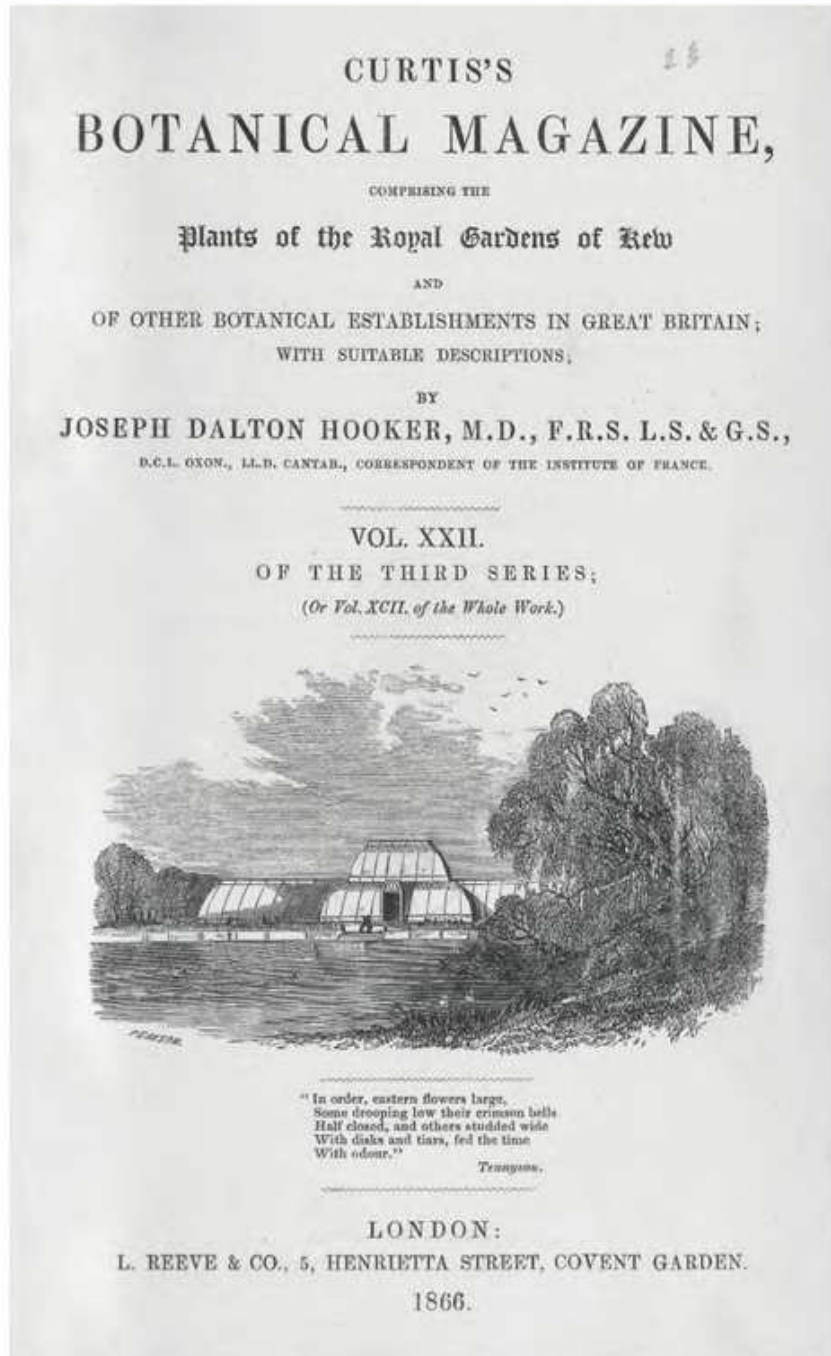 CURTIS'S
BOTANICAL MAGAZINE,
COMPRISING THE
Plants of the Royal Gardens of Kew
AND
OF OTHER BOTANICAL ESTABLISHMENTS IN GREAT BRITAIN;
WITH SUITABLE DESCRIPTIONS;
BY
JOSEPH DALTON HOOKER, M.D., F.R.S. L.S. & G.S.,
D.C.L. OXON., LL.D. CANTAB., CORRESPONDENT OF THE INSTITUTE OF FRANCE.
VOL. XXII.
OF THE THIRD SERIES;
(Or Vol. XCII. of the Whole Work.)
"In order, eastern flowers large,
Some drooping low their crimson bells
Half closed, and others studded wide
With disks and tiars, fed the time
With odour."
Tennyson.
LONDON:
L. REEVE & CO., 5, HENRIETTA STREET, COVENT GARDEN.
1866.